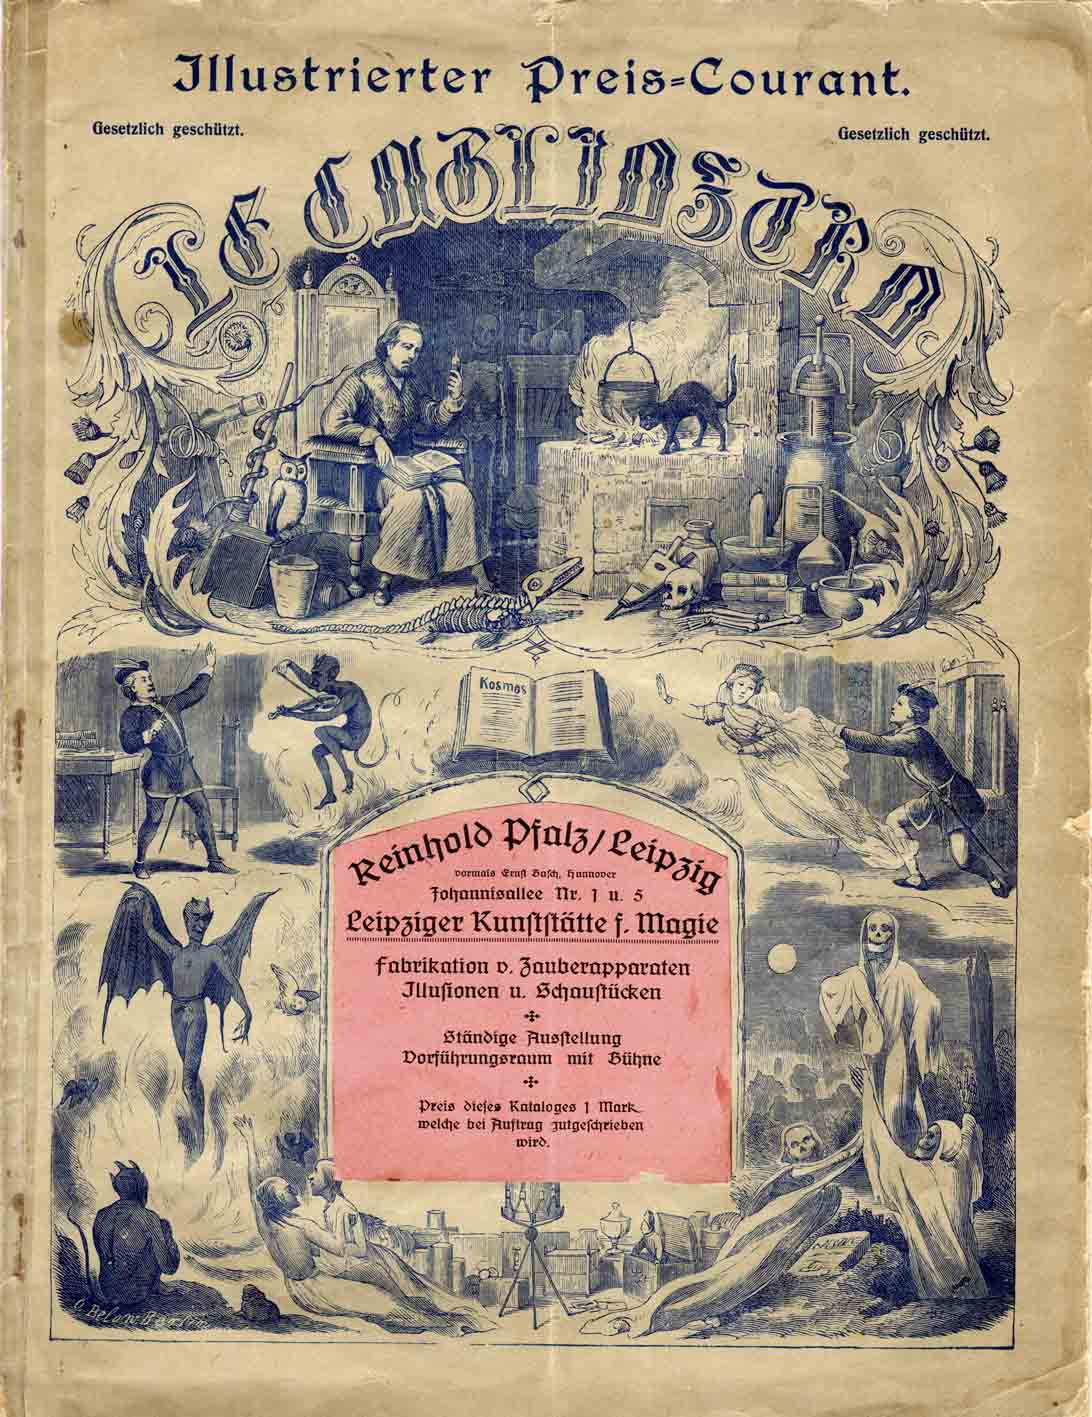 Illustrierter Preis=Courant.
Gesetzlich geschützt.
Gesetzlich geschützt.
LE CAGLIOSTRO
Kosmos
Reinhold Pfalz/Leipzig
vormals Ernst Basch, Hannover
Johannisallee Nr. 1 u. 5
Leipziger Kunststätte f. Magie
Fabrikation v. Zauberapparaten
Illusionen u. Schaustücken
Ständige Ausstellung
Vorführungsraum mit Bühne
Preis dieses Kataloges 1 Mark
welche bei Auftrag gutgeschrieben
wird.